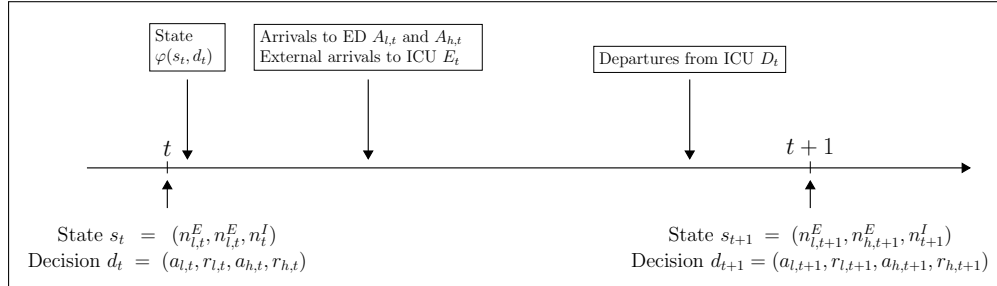 State
φ(s_t, d_t)
Arrivals to ED A_{l,t} and A_{h,t}
External arrivals to ICU E_t
Departures from ICU D_t
t
t + 1
State s_t = (n^E_{l,t}, n^E_{l,t}, n^I_t)
Decision d_t = (a_{l,t}, r_{l,t}, a_{h,t}, r_{h,t})
State s_{t+1} = (n^E_{l,t+1}, n^E_{h,t+1}, n^I_{t+1})
Decision d_{t+1} = (a_{l,t+1}, r_{l,t+1}, a_{h,t+1}, r_{h,t+1})